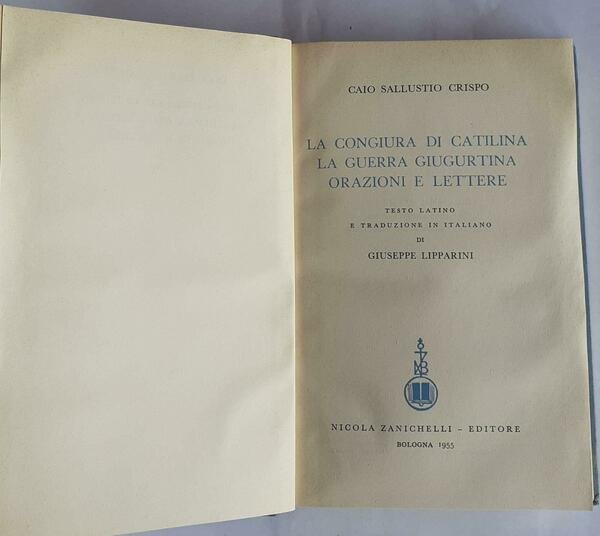 CAIO SALLUSTIO CRISPO
LA CONGIURA DI CATILINA
LA GUERRA GIUGURTINA
ORAZIONI E LETTERE
TESTO LATINO
E TRADUZIONE IN ITALIANO
DI
GIUSEPPE LIPPARINI
NICOLA ZANICHELLI - EDITORE
BOLOGNA 1955